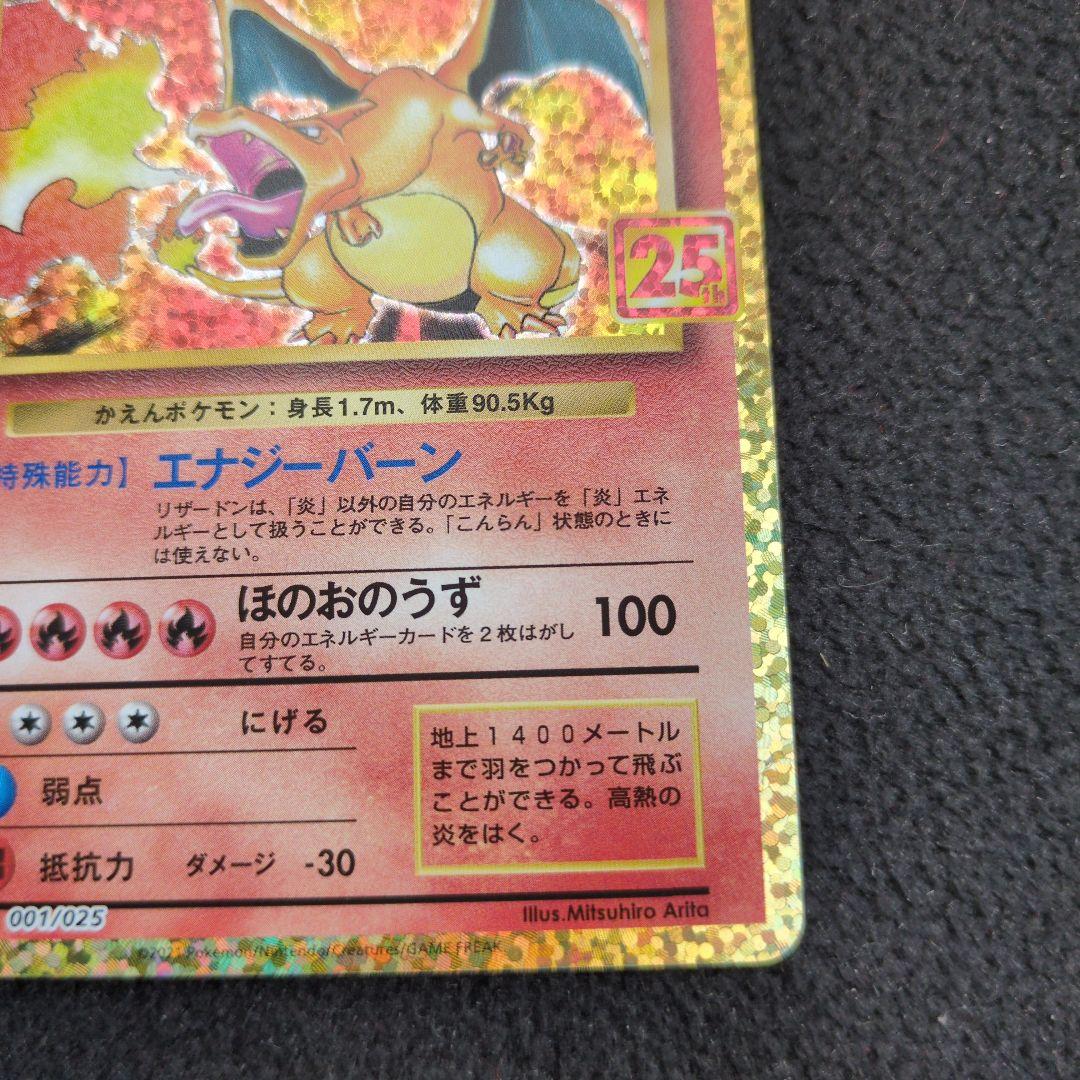 25th
かえんポケモン：身長1.7m、体重90.5Kg
特殊能力】 エナジーバーン
リザードンは、「炎」以外の自分のエネルギーを「炎」エネ
ルギーとして扱うことができる。「こんらん」状態のときに
は使えない。
ほのおのうず 100
自分のエネルギーカードを２枚はがし
てすてる。
にげる
地上１４００メートル
まで羽をつかって飛ぶ
ことができる。高熱の
炎をはく。
弱点
抵抗力 ダメージ -30
001/025
Illus.Mitsuhiro Arita
©2021 Pokémon/Nintendo/Creatures/GAME FREAK